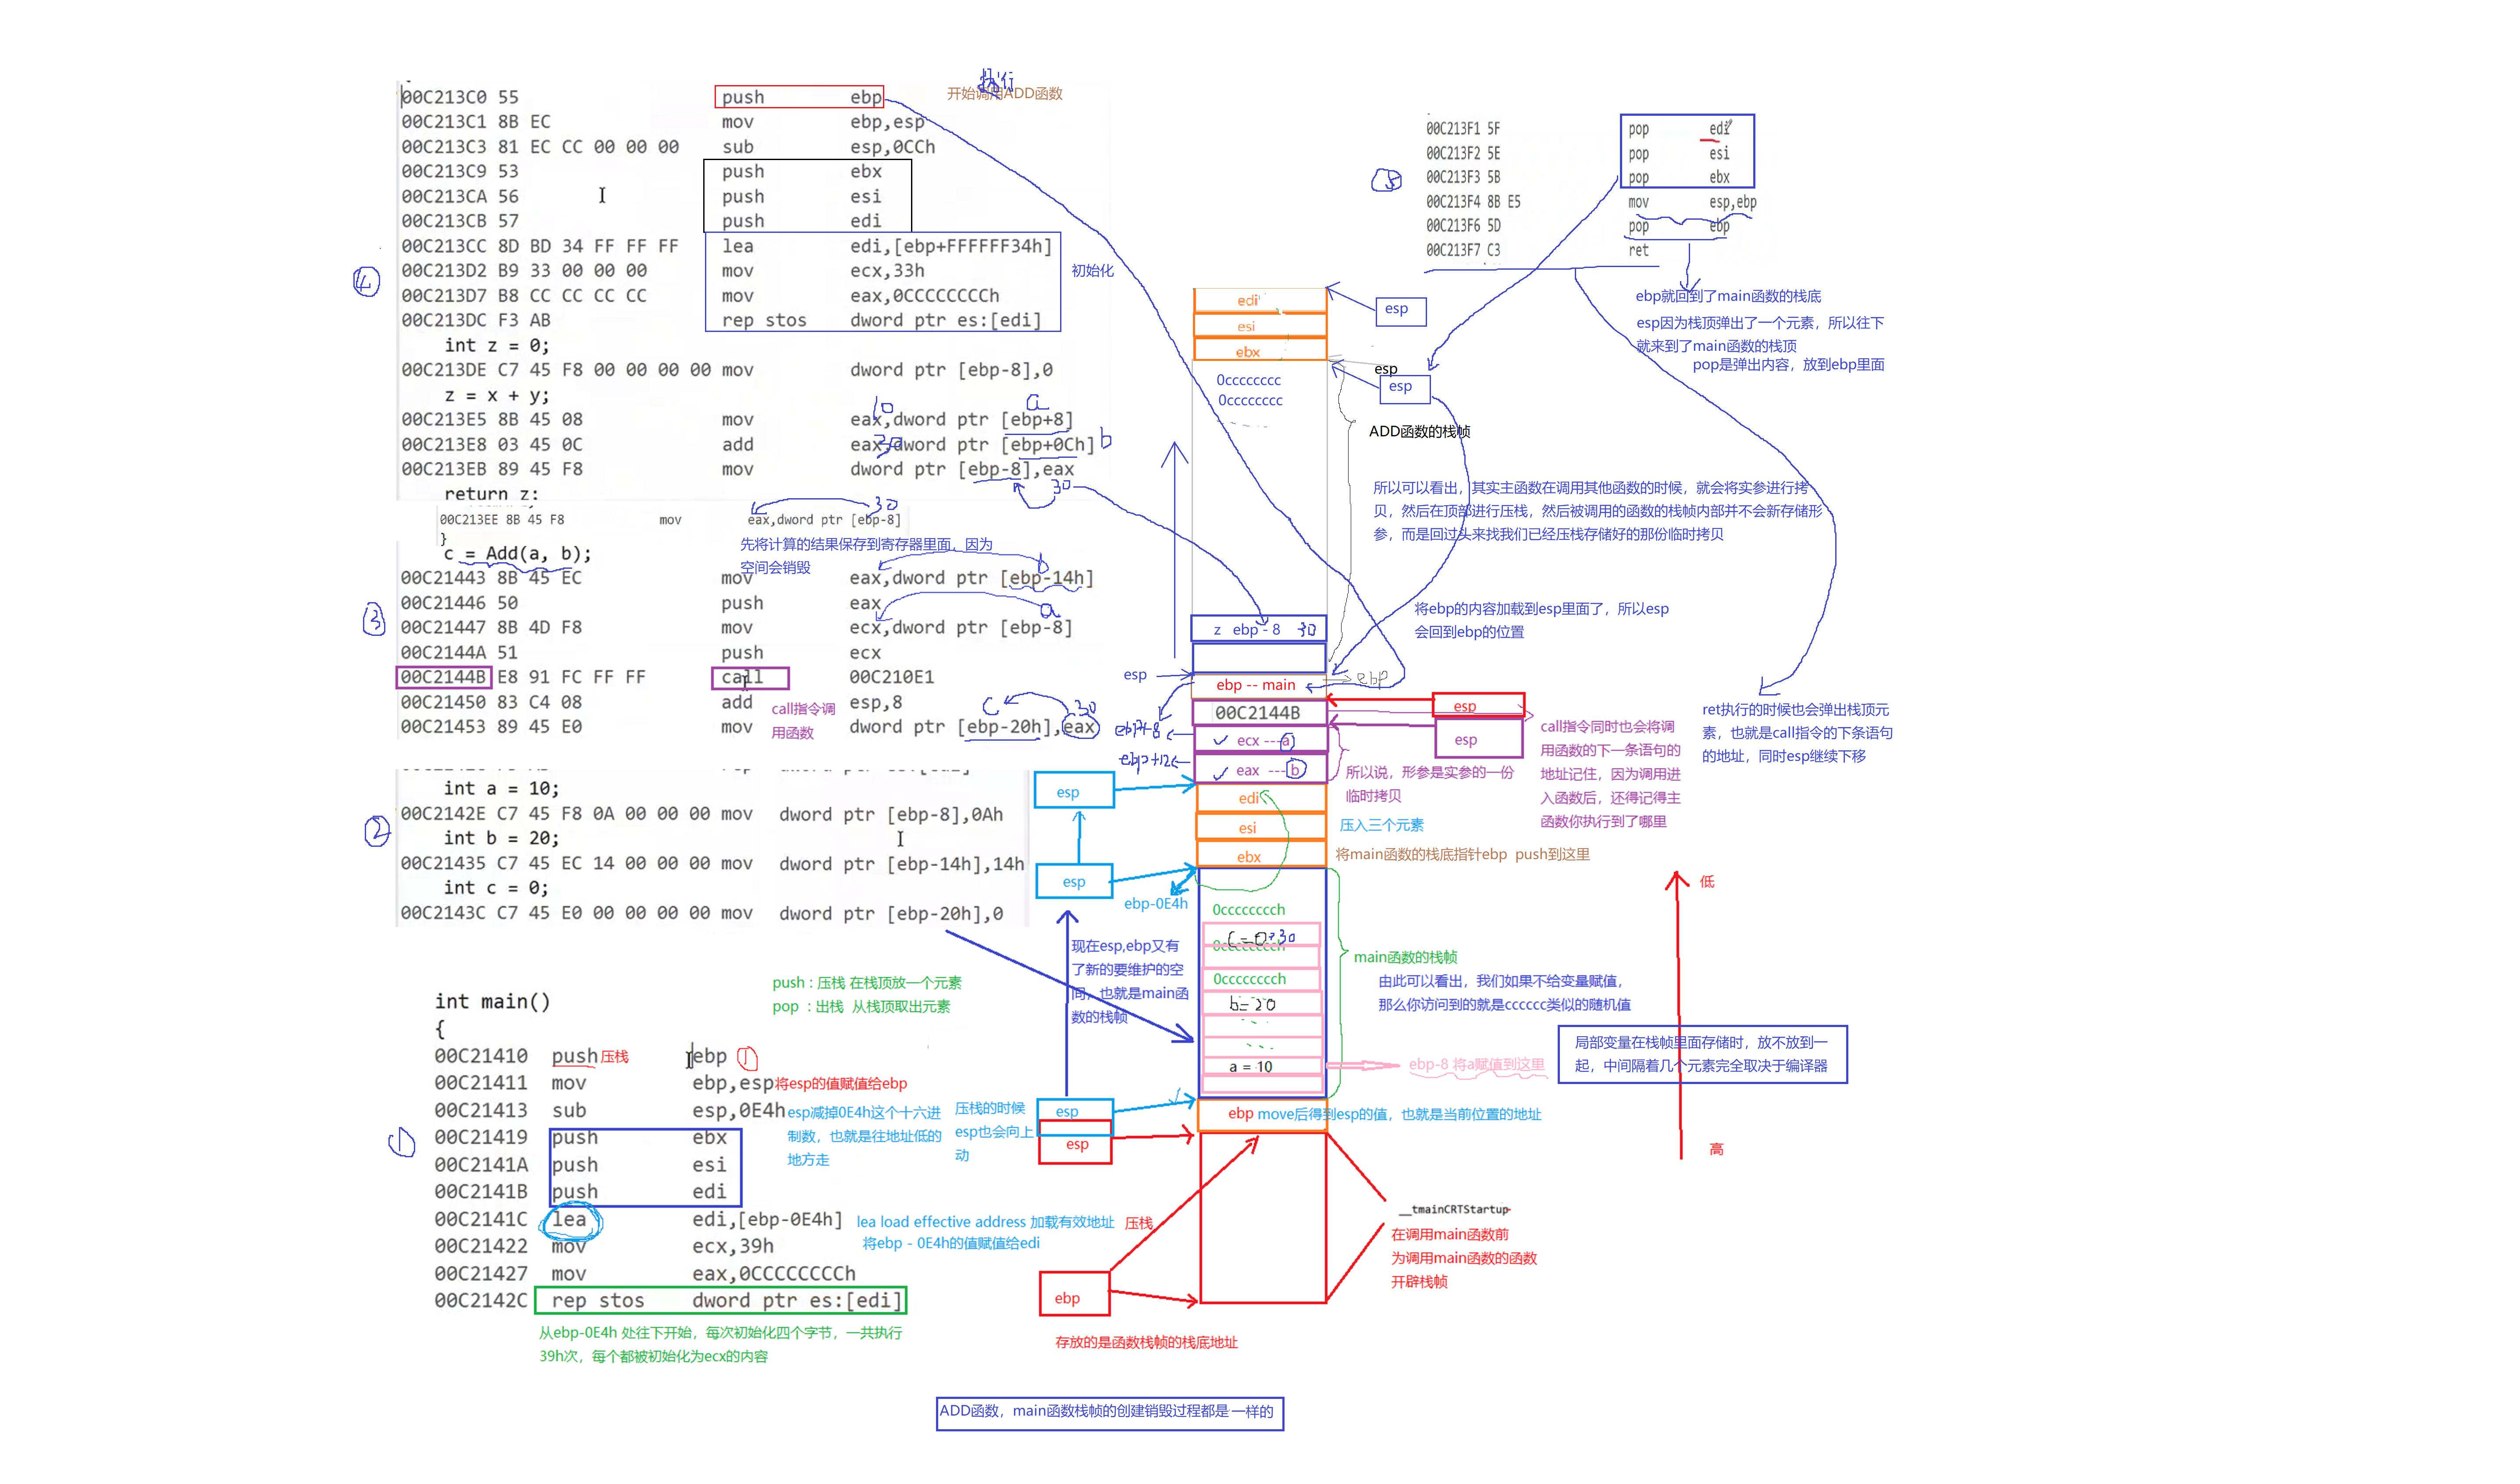 执行
开始调用ADD函数
00C213C0 55 push ebp
00C213C1 8B EC mov ebp,esp
00C213C3 81 EC CC 00 00 00 sub esp,0CCh
00C213C9 53 push ebx
00C213CA 56 push esi
00C213CB 57 push edi
00C213CC 8D BD 34 FF FF FF lea edi,[ebp+FFFFFF34h]
00C213D2 B9 33 00 00 00 mov ecx,33h
00C213D7 B8 CC CC CC CC mov eax,0CCCCCCCCh
00C213DC F3 AB rep stos dword ptr es:[edi]
初始化
④
int z = 0;
00C213DE C7 45 F8 00 00 00 00 mov dword ptr [ebp-8],0
z = x + y;
10 a
00C213E5 8B 45 08 mov eax,dword ptr [ebp+8]
00C213E8 03 45 0C add eax,dword ptr [ebp+0Ch] b
30
00C213EB 89 45 F8 mov dword ptr [ebp-8],eax
30
return z;
30
00C213EE 8B 45 F8 mov eax,dword ptr [ebp-8]
}
先将计算的结果保存到寄存器里面，因为
空间会销毁
c = Add(a, b);
b
00C21443 8B 45 EC mov eax,dword ptr [ebp-14h]
00C21446 50 push eax
a
③
00C21447 8B 4D F8 mov ecx,dword ptr [ebp-8]
00C2144A 51 push ecx
00C2144B E8 91 FC FF FF call 00C210E1
00C21450 83 C4 08 add esp,8
call指令调
用函数
C 30
00C21453 89 45 E0 mov dword ptr [ebp-20h],eax
②
int a = 10;
00C2142E C7 45 F8 0A 00 00 00 mov dword ptr [ebp-8],0Ah
int b = 20;
00C21435 C7 45 EC 14 00 00 00 mov dword ptr [ebp-14h],14h
int c = 0;
00C2143C C7 45 E0 00 00 00 00 mov dword ptr [ebp-20h],0
push : 压栈 在栈顶放一个元素
pop ：出栈 从栈顶取出元素
int main()
{
00C21410 push 压栈 ebp ①
00C21411 mov ebp,esp 将esp的值赋值给ebp
00C21413 sub esp,0E4h
esp减掉0E4h这个十六进
制数，也就是往地址低的
地方走
①
00C21419 push ebx
00C2141A push esi
00C2141B push edi
00C2141C lea edi,[ebp-0E4h]
lea load effective address 加载有效地址
将ebp - 0E4h的值赋值给edi
00C21422 mov ecx,39h
00C21427 mov eax,0CCCCCCCCh
00C2142C rep stos dword ptr es:[edi]
从ebp-0E4h 处往下开始，每次初始化四个字节，一共执行
39h次，每个都被初始化为ecx的内容
压栈的时候
esp也会向上
动
现在esp,ebp又有
了新的要维护的空
间，也就是main函
数的栈帧
edi
esi
ebx
esp
esp
esp
0cccccccc
0cccccccc
ADD函数的栈帧
z ebp - 8 30
esp
ebp -- main
ebp
00C2144B
ebp+8
ecx ---a
ebp+12
eax ---b
esp
esp
esp
edi
esi
ebx
esp
ebp-0E4h
所以说，形参是实参的一份
临时拷贝
压入三个元素
将main函数的栈底指针ebp push到这里
0ccccccccch
C=0 30
0ccccccccch
0ccccccccch
b=20
a = 10
main函数的栈帧
由此可以看出，我们如果不给变量赋值，
那么你访问到的就是cccccc类似的随机值
ebp-8 将a赋值到这里
局部变量在栈帧里面存储时，放不放到一
起，中间隔着几个元素完全取决于编译器
低
高
esp
esp
ebp move后得到esp的值，也就是当前位置的地址
压栈
ebp
存放的是函数栈帧的栈底地址
__tmainCRTStartup
在调用main函数前
为调用main函数的函数
开辟栈帧
⑤
00C213F1 5F pop edi
00C213F2 5E pop esi
00C213F3 5B pop ebx
00C213F4 8B E5 mov esp,ebp
00C213F6 5D pop ebp
00C213F7 C3 ret
ebp就回到了main函数的栈底
esp因为栈顶弹出了一个元素，所以往下
就来到了main函数的栈顶
pop是弹出内容，放到ebp里面
所以可以看出，其实主函数在调用其他函数的时候，就会将实参进行拷
贝，然后在顶部进行压栈，然后被调用的函数的栈帧内部并不会新存储形
参，而是回过头来找我们已经压栈存储好的那份临时拷贝
将ebp的内容加载到esp里面了，所以esp
会回到ebp的位置
ret执行的时候也会弹出栈顶元
素，也就是call指令的下条语句
的地址，同时esp继续下移
call指令同时也会将调
用函数的下一条语句的
地址记住，因为调用进
入函数后，还得记得主
函数你执行到了哪里
ADD函数，main函数栈帧的创建销毁过程都是一样的